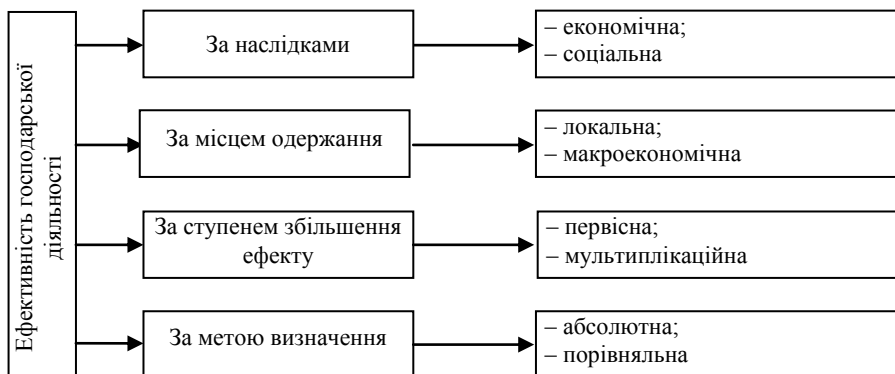 Ефективність господарської
діяльності
За наслідками
– економічна;
– соціальна
За місцем одержання
– локальна;
– макроекономічна
За ступенем збільшення
ефекту
– первісна;
– мультиплікаційна
За метою визначення
– абсолютна;
– порівняльна